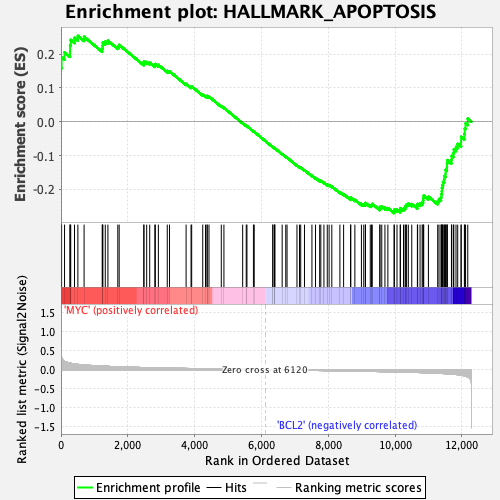 Enrichment plot: HALLMARK_APOPTOSIS
Enrichment score (ES)
0.2
0.1
0.0
-0.1
-0.2
'MYC' (positively correlated)
Ranked list metric (Signal2Noise)
1.5
1.0
0.5
0.0
-0.5
-1.0
-1.5
Zero cross at 6120
'BCL2' (negatively correlated)
0
2,000
4,000
6,000
8,000
10,000
12,000
Rank in Ordered Dataset
Enrichment profile
Hits
Ranking metric scores